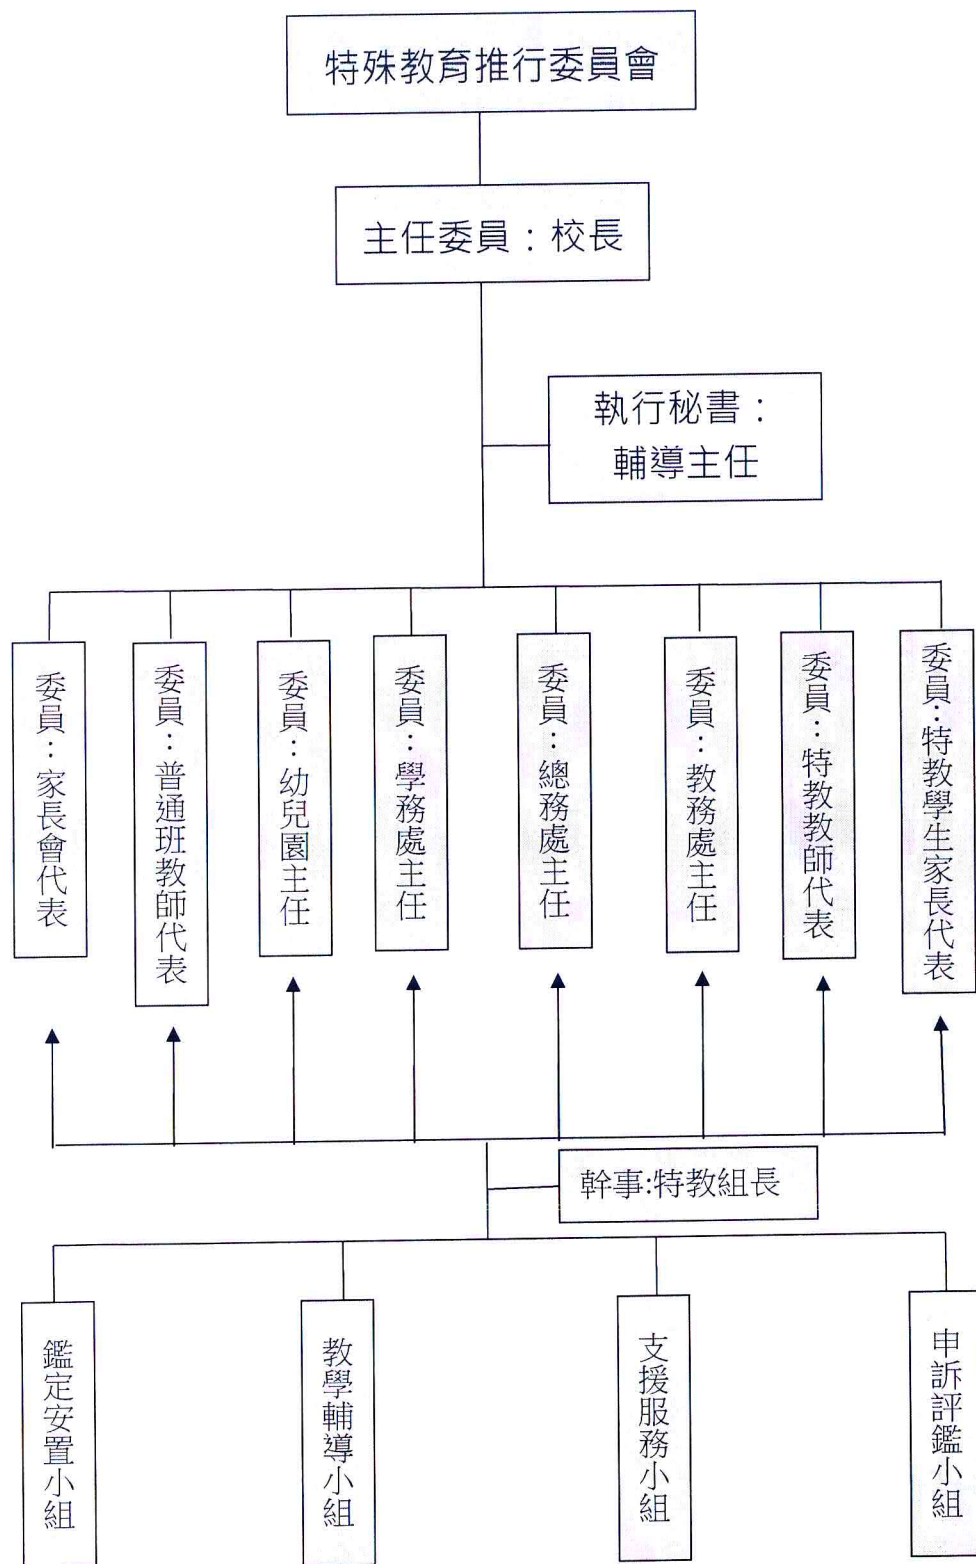 特殊教育推行委員會
主任委員：校長
執行秘書：
輔導主任
委員：家長會代表
委員：普通班教師代表
委員：幼兒園主任
委員：學務處主任
委員：總務處主任
委員：教務處主任
委員：特教教師代表
委員：特教學生家長代表
幹事:特教組長
鑑定安置小組
教學輔導小組
支援服務小組
申訴評鑑小組